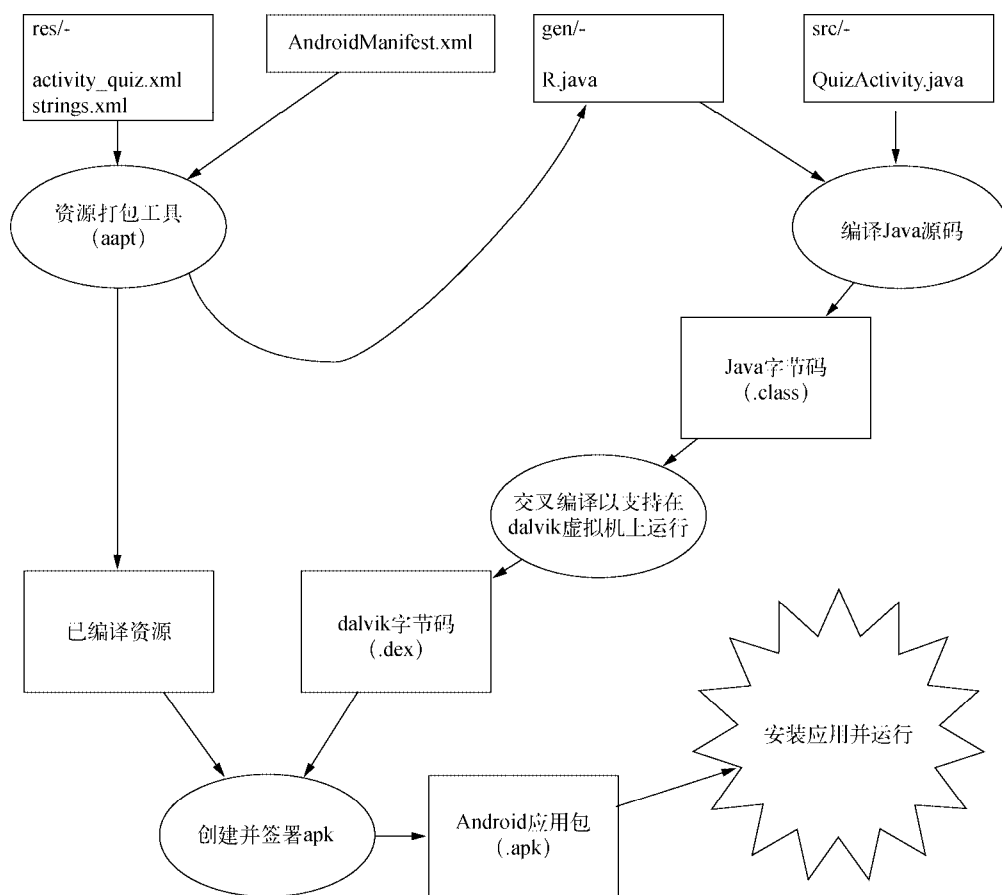 res/-
activity_quiz.xml
strings.xml
AndroidManifest.xml
gen/-
R.java
src/-
QuizActivity.java
资源打包工具
（aapt）
编译Java源码
Java字节码
（.class）
交叉编译以支持在
dalvik虚拟机上运行
已编译资源
dalvik字节码
（.dex）
安装应用并运行
创建并签署apk
Android应用包
（.apk）